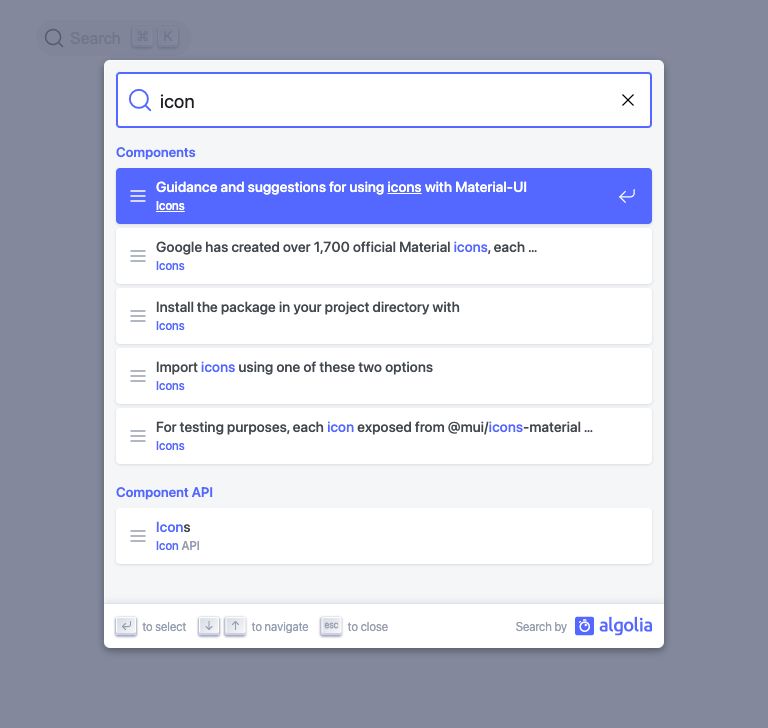 Search ⌘ K
icon
Components
Guidance and suggestions for using icons with Material-UI
Icons
Google has created over 1,700 official Material icons, each ...
Icons
Install the package in your project directory with
Icons
Import icons using one of these two options
Icons
For testing purposes, each icon exposed from @mui/icons-material ...
Icons
Component API
Icons
Icon API
to select to navigate esc to close Search by algolia